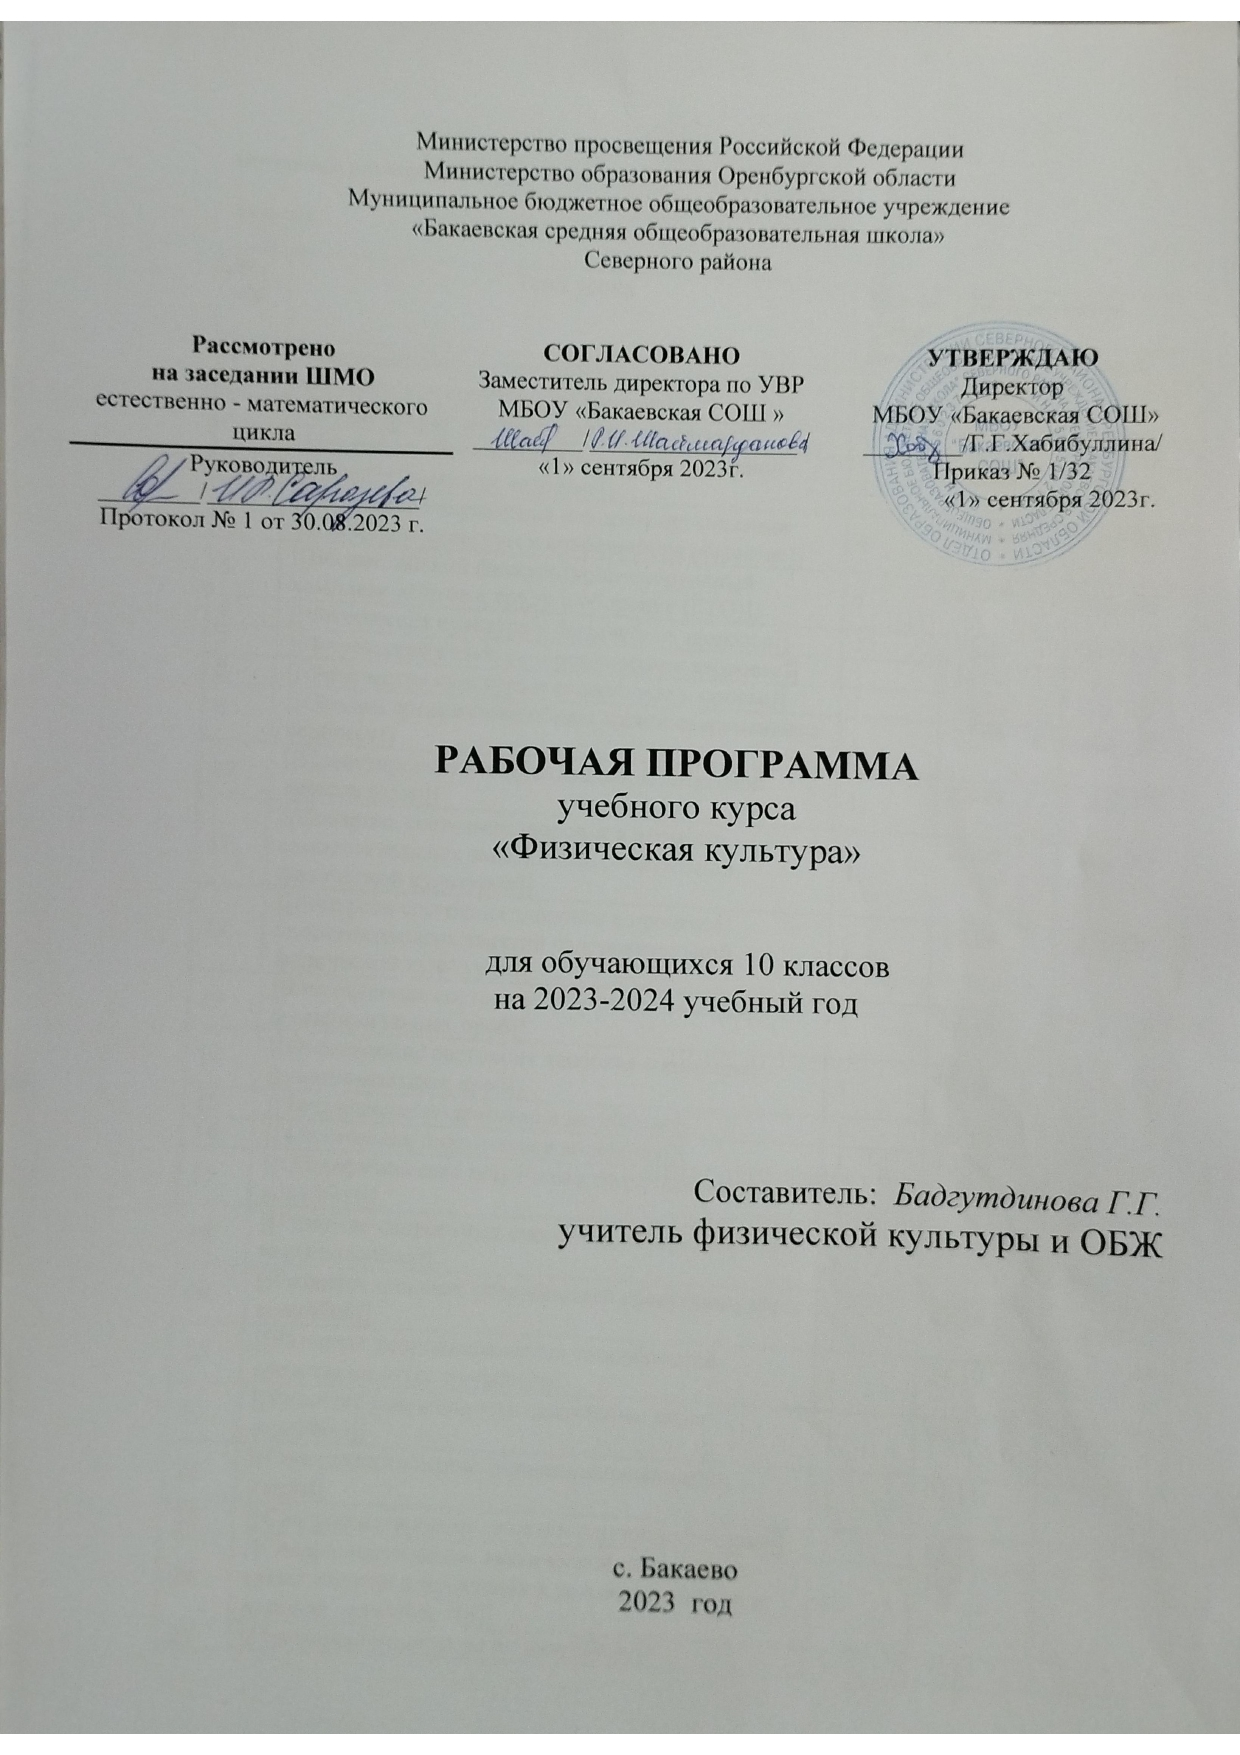 Министерство просвещения Российской Федерации
Министерство образования Оренбургской области
Муниципальное бюджетное общеобразовательное учреждение
«Бакаевская средняя общеобразовательная школа»
Северного района
Рассмотрено
на заседании ШМО
естественно - математического
цикла
Руководитель
Протокол № 1 от 30.08.2023 г.
СОГЛАСОВАНО
Заместитель директора по УВР
МБОУ «Бакаевская СОШ »
«1» сентября 2023г.
УТВЕРЖДАЮ
Директор
МБОУ «Бакаевская СОШ»
/Г.Г.Хабибуллина/
Приказ № 1/32
«1» сентября 2023г.
РАБОЧАЯ ПРОГРАММА
учебного курса
«Физическая культура»
для обучающихся 10 классов
на 2023-2024 учебный год
Составитель: Бадгутдинова Г.Г.
учитель физической культуры и ОБЖ
с. Бакаево
2023 год